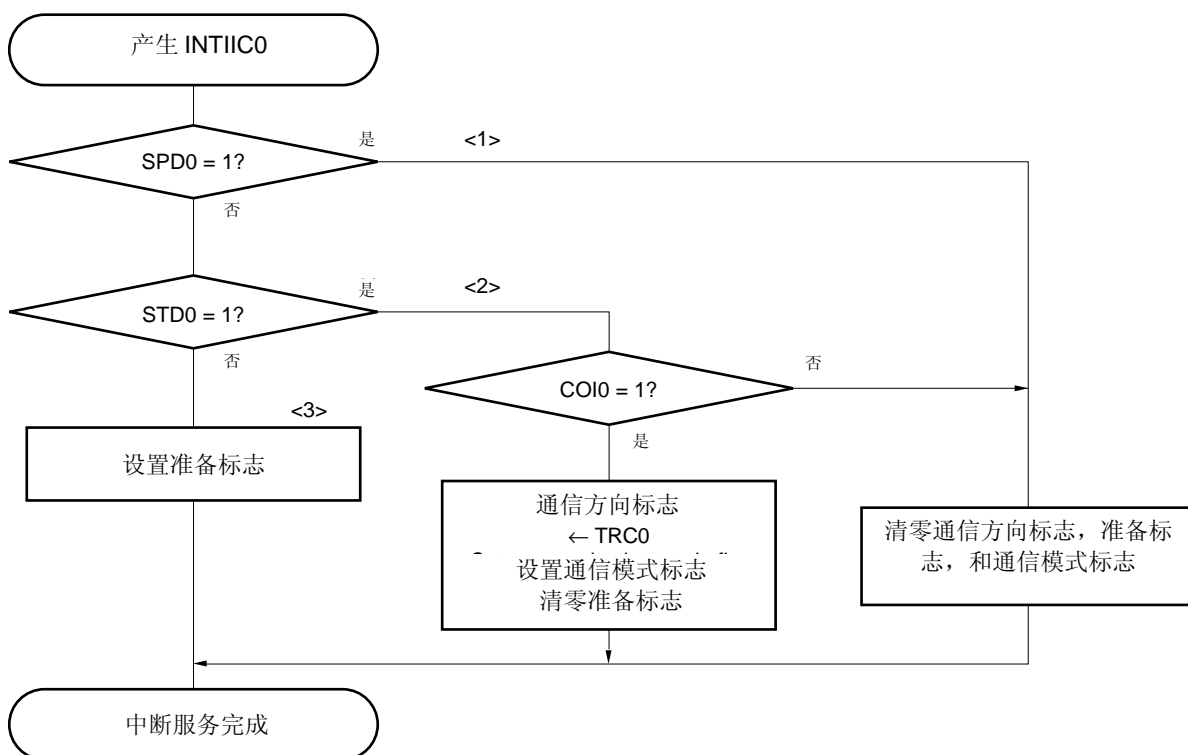 产生 INTIIC0
是
<1>
SPD0 = 1?
否
是
<2>
STD0 = 1?
否
否
COI0 = 1?
<3>
是
设置准备标志
通信方向标志
← TRC0
设置通信模式标志
清零准备标志
清零通信方向标志，准备标
志，和通信模式标志
中断服务完成